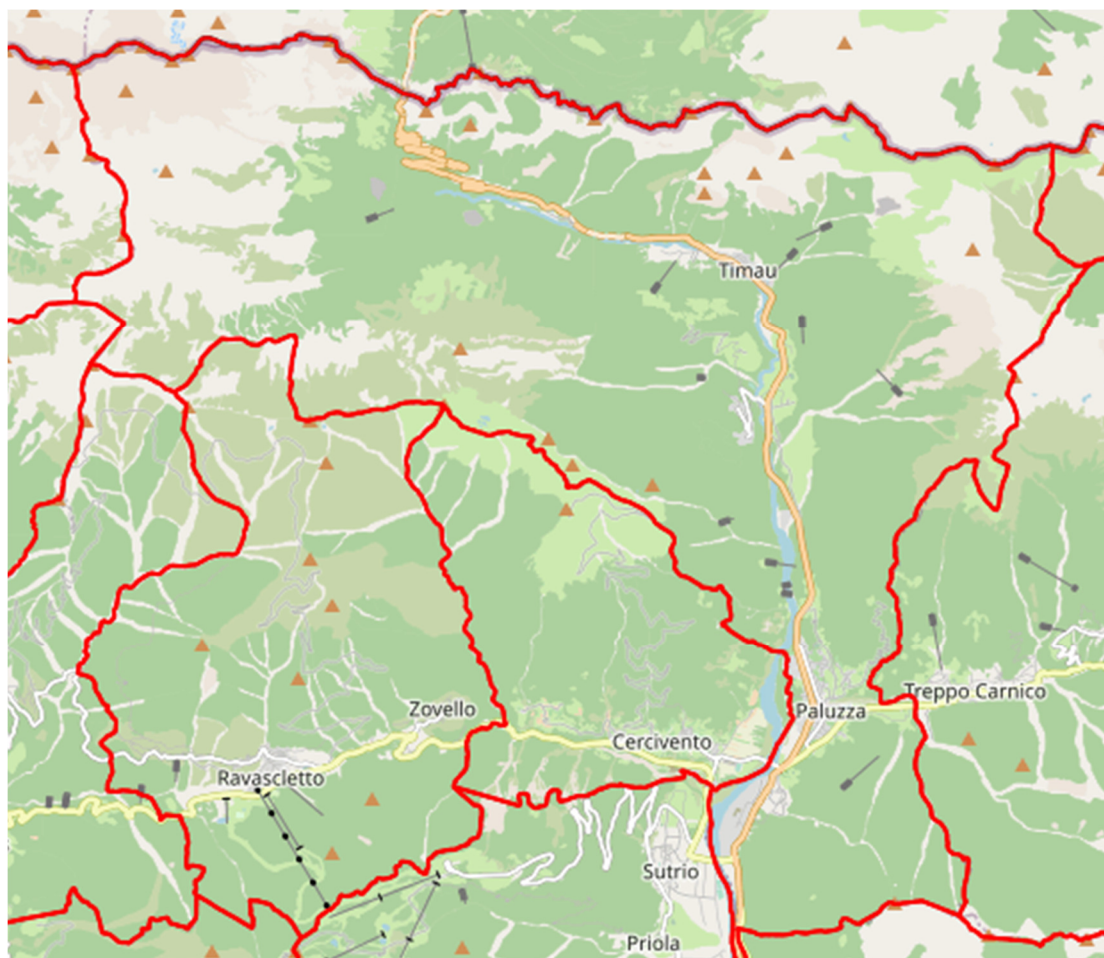 Timau
Treppo Carnico
Zovello
Paluzza
Cercivento
Ravascletto
Sutrio
Priola